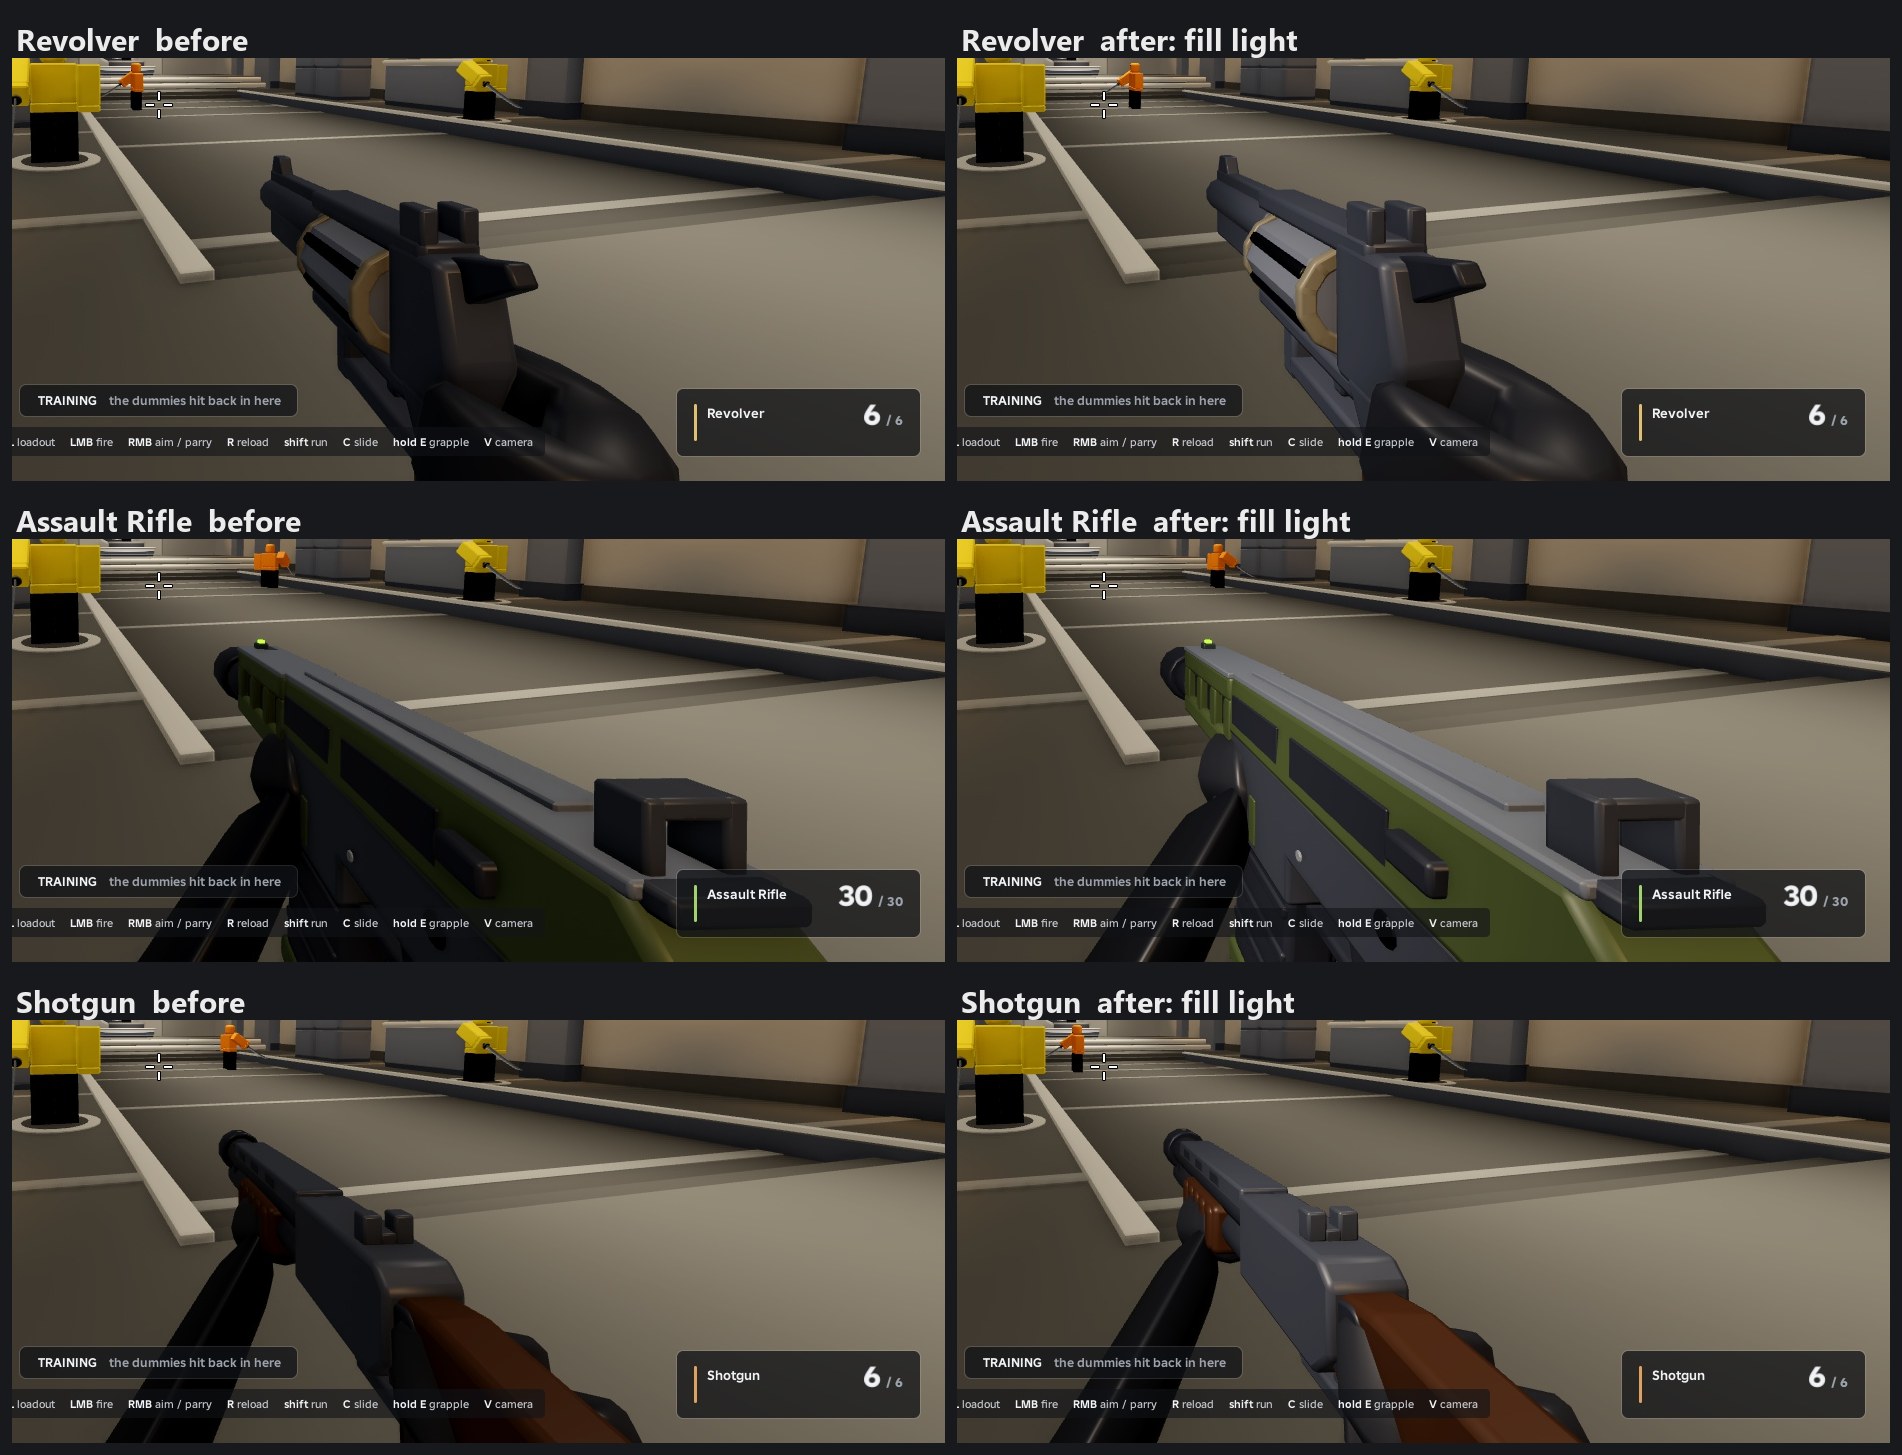 Revolver before
Revolver after: fill light
TRAINING the dummies hit back in here
Revolver 6 / 6
. loadout LMB fire RMB aim / parry R reload shift run C slide hold E grapple V camera
TRAINING the dummies hit back in here
Revolver 6 / 6
. loadout LMB fire RMB aim / parry R reload shift run C slide hold E grapple V camera
Assault Rifle before
Assault Rifle after: fill light
TRAINING the dummies hit back in here
Assault Rifle 30 / 30
. loadout LMB fire RMB aim / parry R reload shift run C slide hold E grapple V camera
TRAINING the dummies hit back in here
Assault Rifle 30 / 30
. loadout LMB fire RMB aim / parry R reload shift run C slide hold E grapple V camera
Shotgun before
Shotgun after: fill light
TRAINING the dummies hit back in here
Shotgun 6 / 6
. loadout LMB fire RMB aim / parry R reload shift run C slide hold E grapple V camera
TRAINING the dummies hit back in here
Shotgun 6 / 6
. loadout LMB fire RMB aim / parry R reload shift run C slide hold E grapple V camera